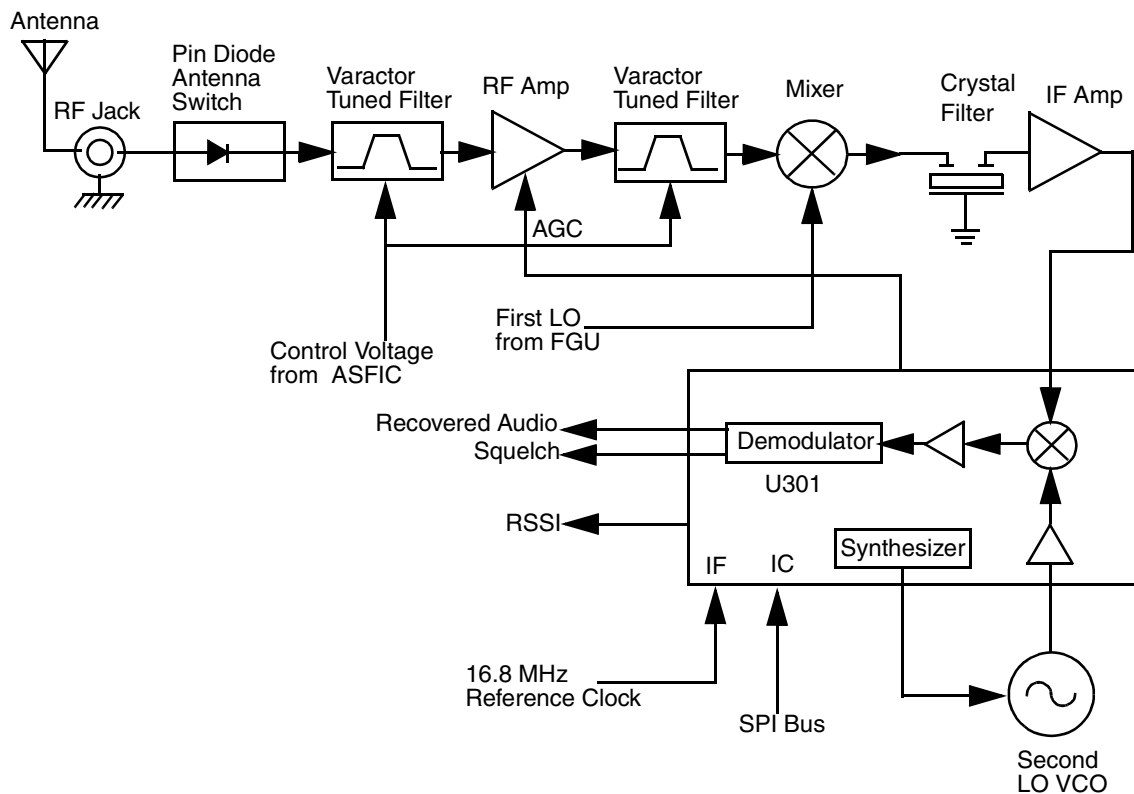 Antenna
RF Jack
Pin Diode
Antenna
Switch
Varactor
Tuned Filter
RF Amp
Varactor
Tuned Filter
Mixer
Crystal
Filter
IF Amp
AGC
First LO
from FGU
Control Voltage
from ASFIC
Recovered Audio
Squelch
Demodulator
U301
RSSI
Synthesizer
IF
IC
16.8 MHz
Reference Clock
SPI Bus
Second
LO VCO